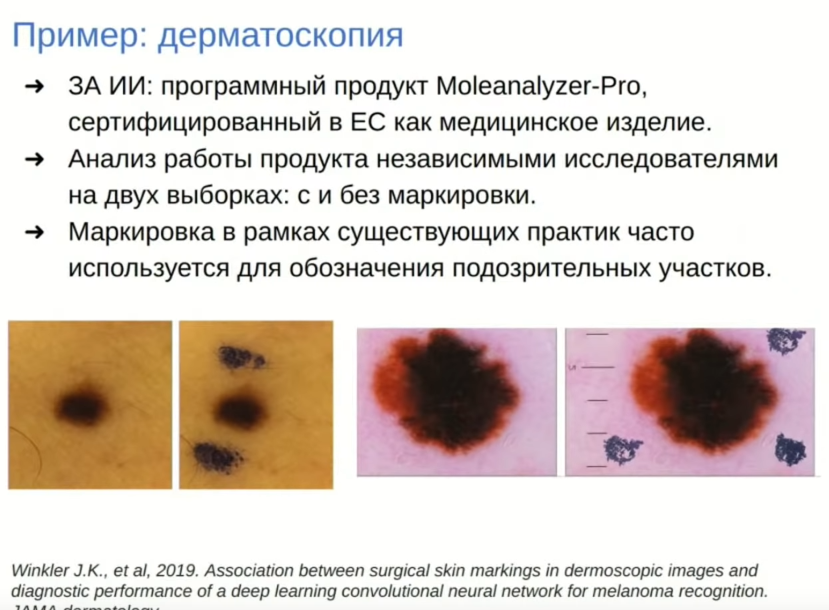 Пример: дерматоскопия
➔ ЗА ИИ: программный продукт Moleanalyzer-Pro,
сертифицированный в ЕС как медицинское изделие.
➔ Анализ работы продукта независимыми исследователями
на двух выборках: с и без маркировки.
➔ Маркировка в рамках существующих практик часто
используется для обозначения подозрительных участков.
Winkler J.K., et al, 2019. Association between surgical skin markings in dermoscopic images and
diagnostic performance of a deep learning convolutional neural network for melanoma recognition.
JAMA dermatology